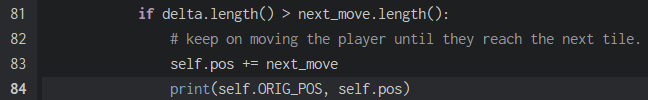 81 if delta.length() > next_move.length():
82 # keep on moving the player until they reach the next tile.
83 self.pos += next_move
84 print(self.ORIG_POS, self.pos)